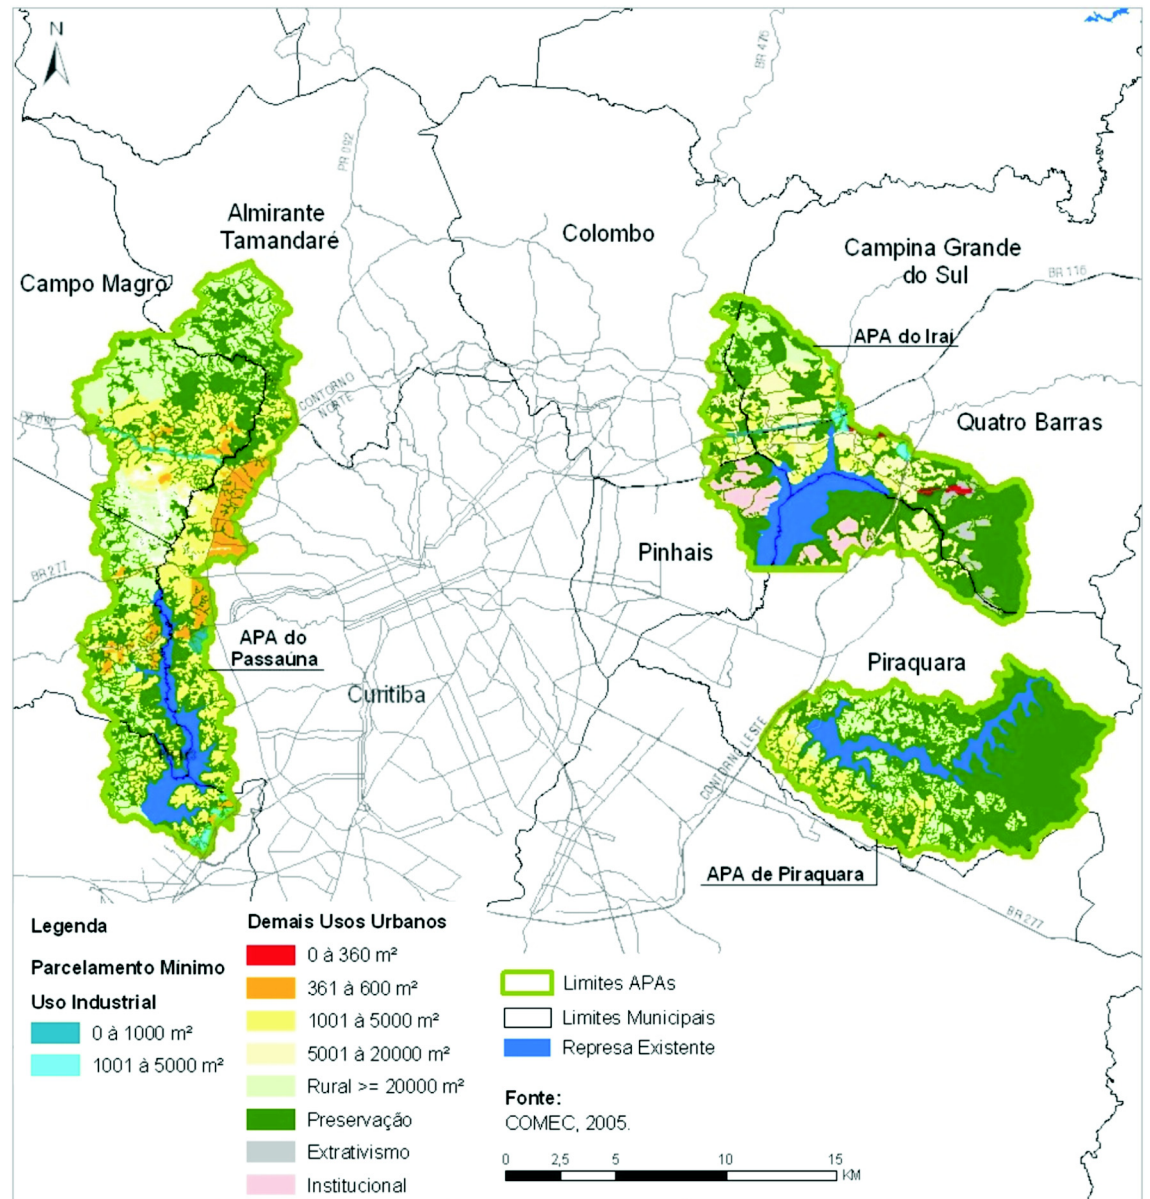 N
BR 476
PR 092
Almirante
Tamandaré
Colombo
Campina Grande
do Sul
BR 116
Campo Magro
APA do Iraí
CONTORNO
NORTE
Quatro Barras
Pinhais
BR 277
APA do
Passaúna
Curitiba
Piraquara
CONTORNO LESTE
APA de Piraquara
BR 277
Legenda
Parcelamento Mínimo
Uso Industrial
0 à 1000 m²
1001 à 5000 m²
Demais Usos Urbanos
0 à 360 m²
361 à 600 m²
1001 à 5000 m²
5001 à 20000 m²
Rural >= 20000 m²
Preservação
Extrativismo
Institucional
Limites APAs
Limites Municipais
Represa Existente
Fonte:
COMEC, 2005.
0 2,5 5 10 15
KM